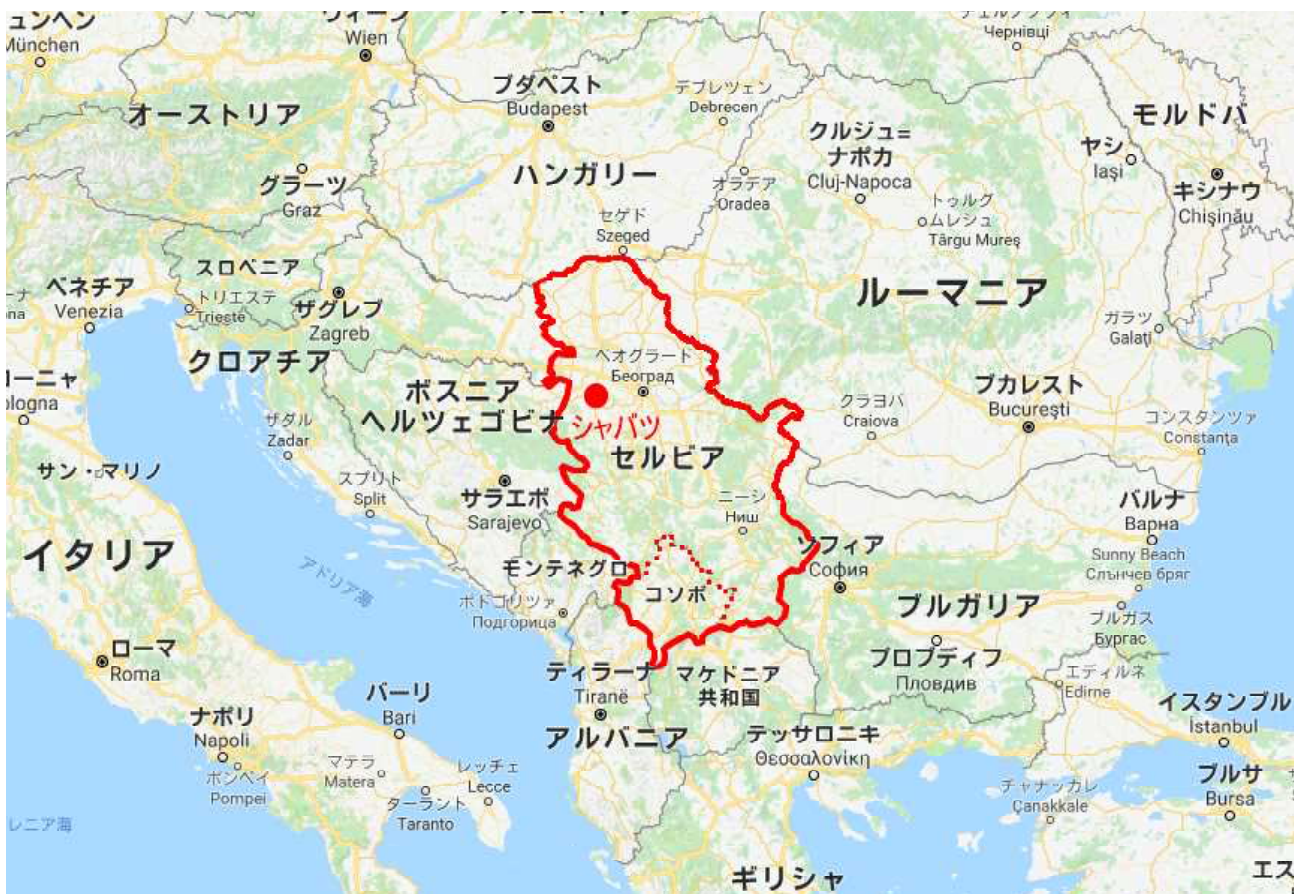 ュンヘン
München
ウィーン
Wien
Чернівці
ブダペスト
Budapest
デブレツェン
Debrecen
オーストリア
クルジュ=
ナポカ
Cluj-Napoca
モルドバ
ヤシ
Iași
キシナウ
Chișinău
ハンガリー
グラーツ
Graz
オラデア
Oradea
トゥルグ
ムレシュ
Târgu Mureș
セゲド
Szeged
スロベニア
ベネチア
Venezia
トリエステ
Trieste
ザグレブ
Zagreb
ルーマニア
ガラツ
Galați
クロアチア
ベオグラード
Београд
ボスニア
ヘルツェゴビナ
シャバツ
セルビア
ローニャ
ologna
ザダル
Zadar
クラヨバ
Craiova
ブカレスト
București
コンスタンツァ
Constanța
サン・マリノ
スプリト
Split
サラエボ
Sarajevo
ニーシ
Ниш
バルナ
Варна
Sunny Beach
Слънчев бряг
イタリア
アドリア海
モンテネグロ
コソボ
ソフィア
София
ポドゴリツァ
Подгорица
ブルガリア
ブルガス
Бургас
ローマ
Roma
ティラーナ
Tiranë
マケドニア
共和国
プロブディフ
Пловдив
エディルネ
Edirne
バーリ
Bari
イスタンブル
İstanbul
ナポリ
Napoli
アルバニア
テッサロニキ
Θεσσαλονίκη
ポンペイ
Pompei
マテラ
Matera
レッチェ
Lecce
ターラント
Taranto
チャナッカレ
Çanakkale
ブルサ
Bursa
レニア海
ギリシャ
エス